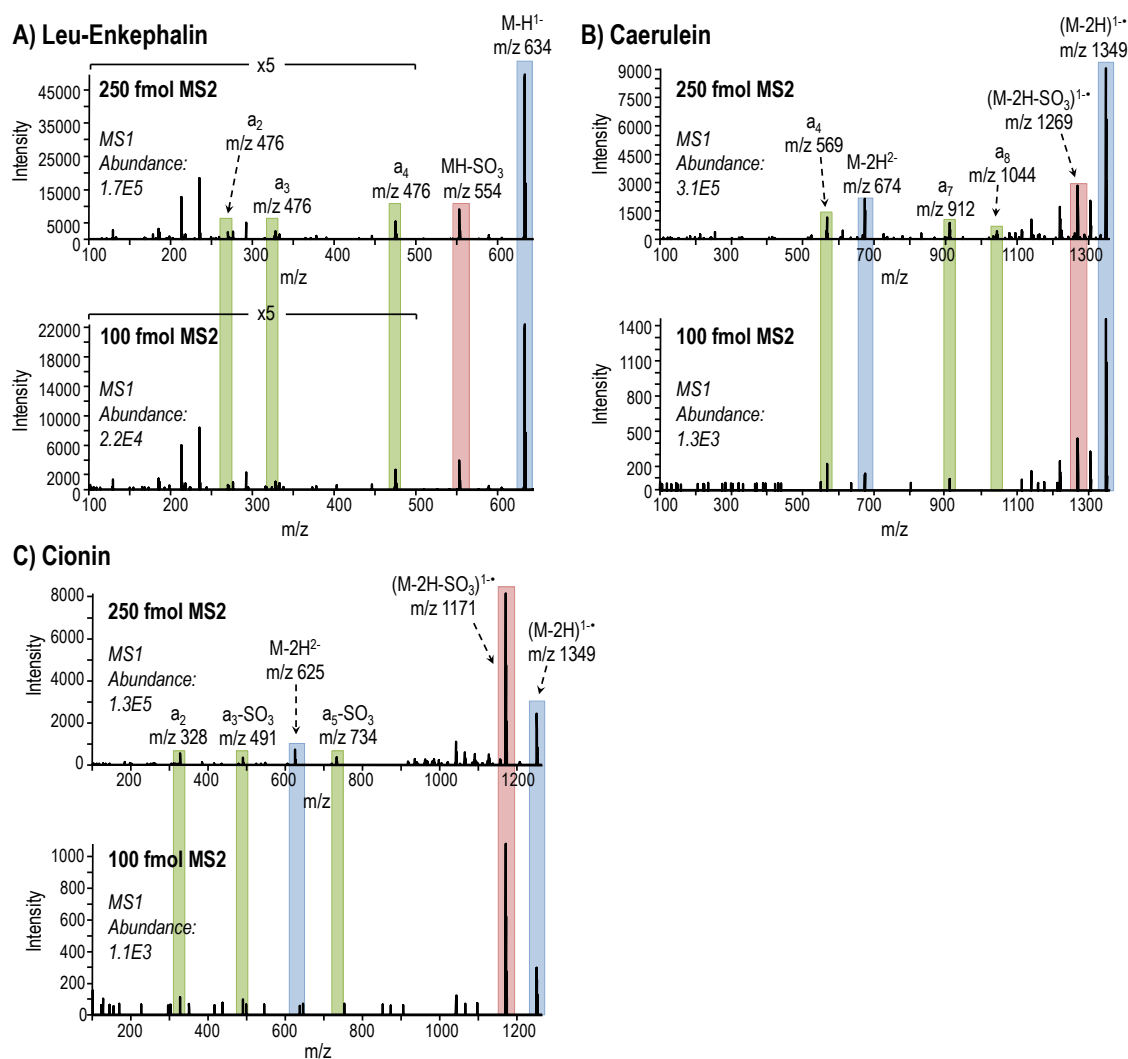 A) Leu-Enkephalin
M-H¹⁻
m/z 634
x5
250 fmol MS2
MS1
Abundance:
1.7E5
a₂
m/z 476
a₃
m/z 476
a₄
m/z 476
MH-SO₃
m/z 554
Intensity
45000
30000
15000
0
100 200 300 400 500 600
m/z
x5
100 fmol MS2
MS1
Abundance:
2.2E4
Intensity
22000
18000
14000
10000
6000
2000
0
100 200 300 400 500 600
m/z
B) Caerulein
(M-2H)¹⁻•
m/z 1349
250 fmol MS2
MS1
Abundance:
3.1E5
(M-2H-SO₃)¹⁻•
m/z 1269
a₄
m/z 569
M-2H²⁻
m/z 674
a₇
m/z 912
a₈
m/z 1044
Intensity
9000
7500
6000
4500
3000
1500
0
100 300 500 700 900 1100 1300
m/z
100 fmol MS2
MS1
Abundance:
1.3E3
Intensity
1400
1100
800
500
200
0
100 300 500 700 900 1100 1300
m/z
C) Cionin
(M-2H-SO₃)¹⁻•
m/z 1171
(M-2H)¹⁻•
m/z 1349
250 fmol MS2
MS1
Abundance:
1.3E5
M-2H²⁻
m/z 625
a₂
m/z 328
a₃-SO₃
m/z 491
a₅-SO₃
m/z 734
Intensity
8000
6000
4000
2000
0
200 400 600 800 1000 1200
m/z
100 fmol MS2
MS1
Abundance:
1.1E3
Intensity
1000
800
600
400
200
0
200 400 600 800 1000 1200
m/z